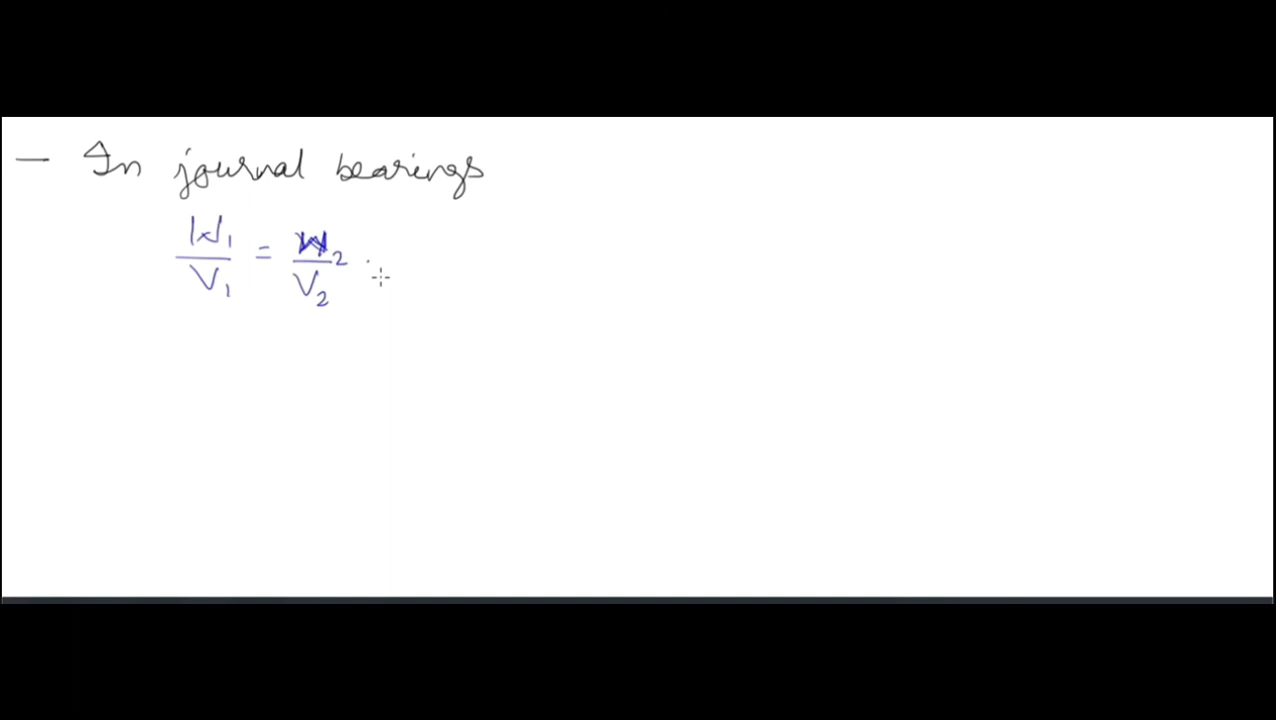 - In journal bearings
W₁/V₁ = W₂/V₂ .